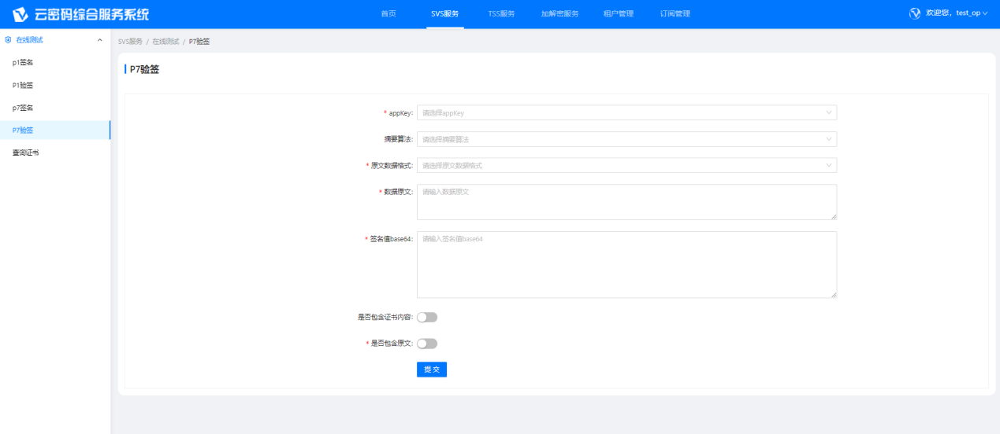 云密码综合服务系统
首页 SVS服务 TSS服务 加解密服务 租户管理 订阅管理
欢迎您，test_op
在线测试
p1签名
P1验签
p7签名
P7验签
查询证书
SVS服务 / 在线测试 / P7验签
P7验签
* appKey: 请选择appKey
摘要算法: 请选择摘要算法
* 原文数据格式: 请选择原文数据格式
* 数据原文: 请输入数据原文
* 签名值base64: 请输入签名值base64
是否包含证书内容:
* 是否包含原文:
提交